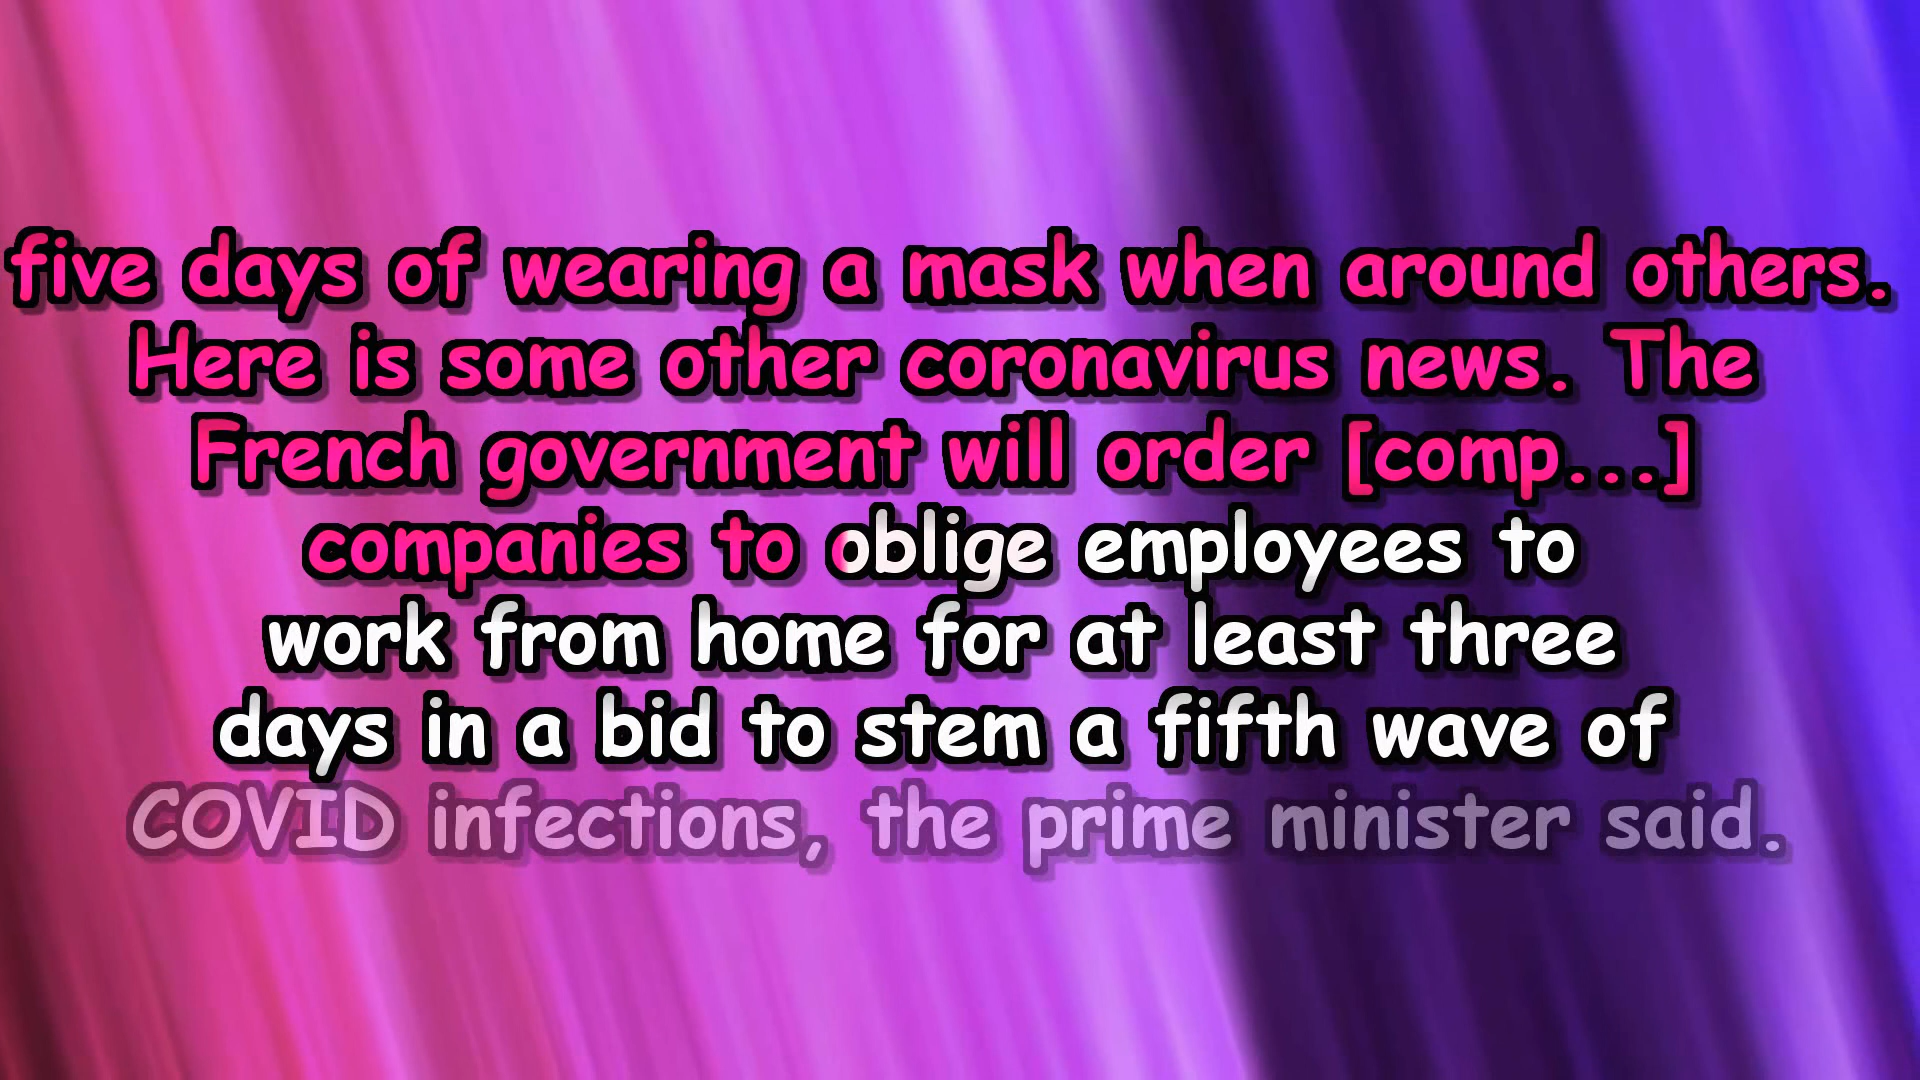 five days of wearing a mask when around others.
Here is some other coronavirus news. The
French government will order [comp...]
companies to oblige employees to
work from home for at least three
days in a bid to stem a fifth wave of
COVID infections, the prime minister said.